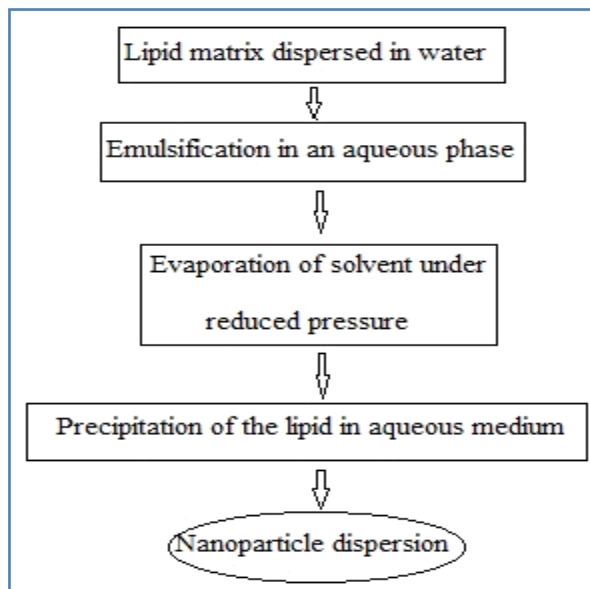 Lipid matrix dispersed in water
Emulsification in an aqueous phase
Evaporation of solvent under
reduced pressure
Precipitation of the lipid in aqueous medium
Nanoparticle dispersion